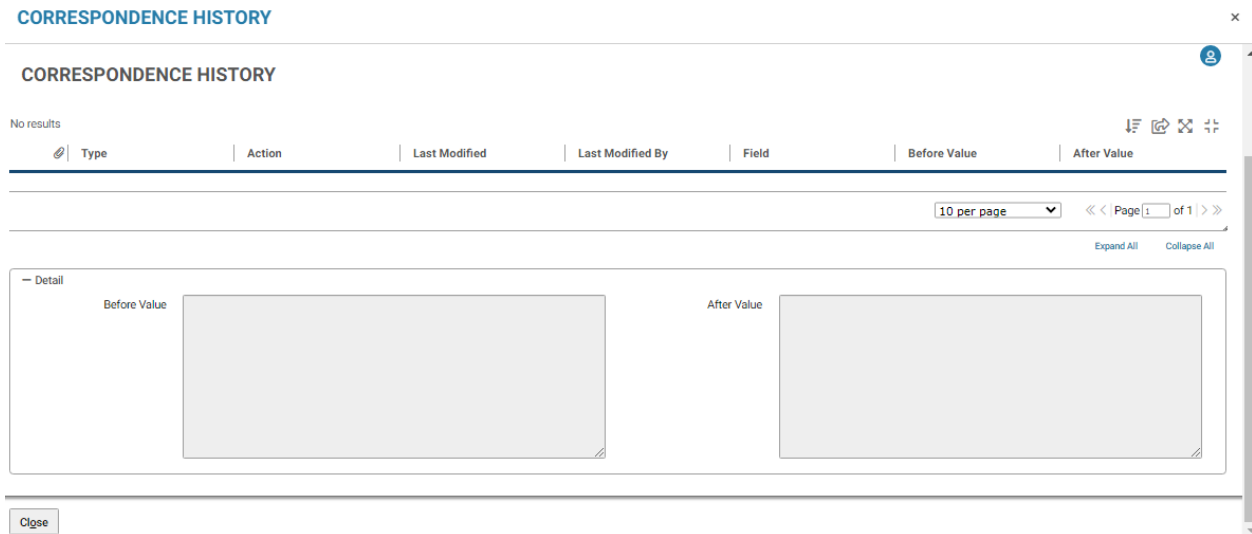 CORRESPONDENCE HISTORY
×
CORRESPONDENCE HISTORY
No results
Type Action Last Modified Last Modified By Field Before Value After Value
10 per page Page 1 of 1
Expand All Collapse All
Detail
Before Value After Value
Close